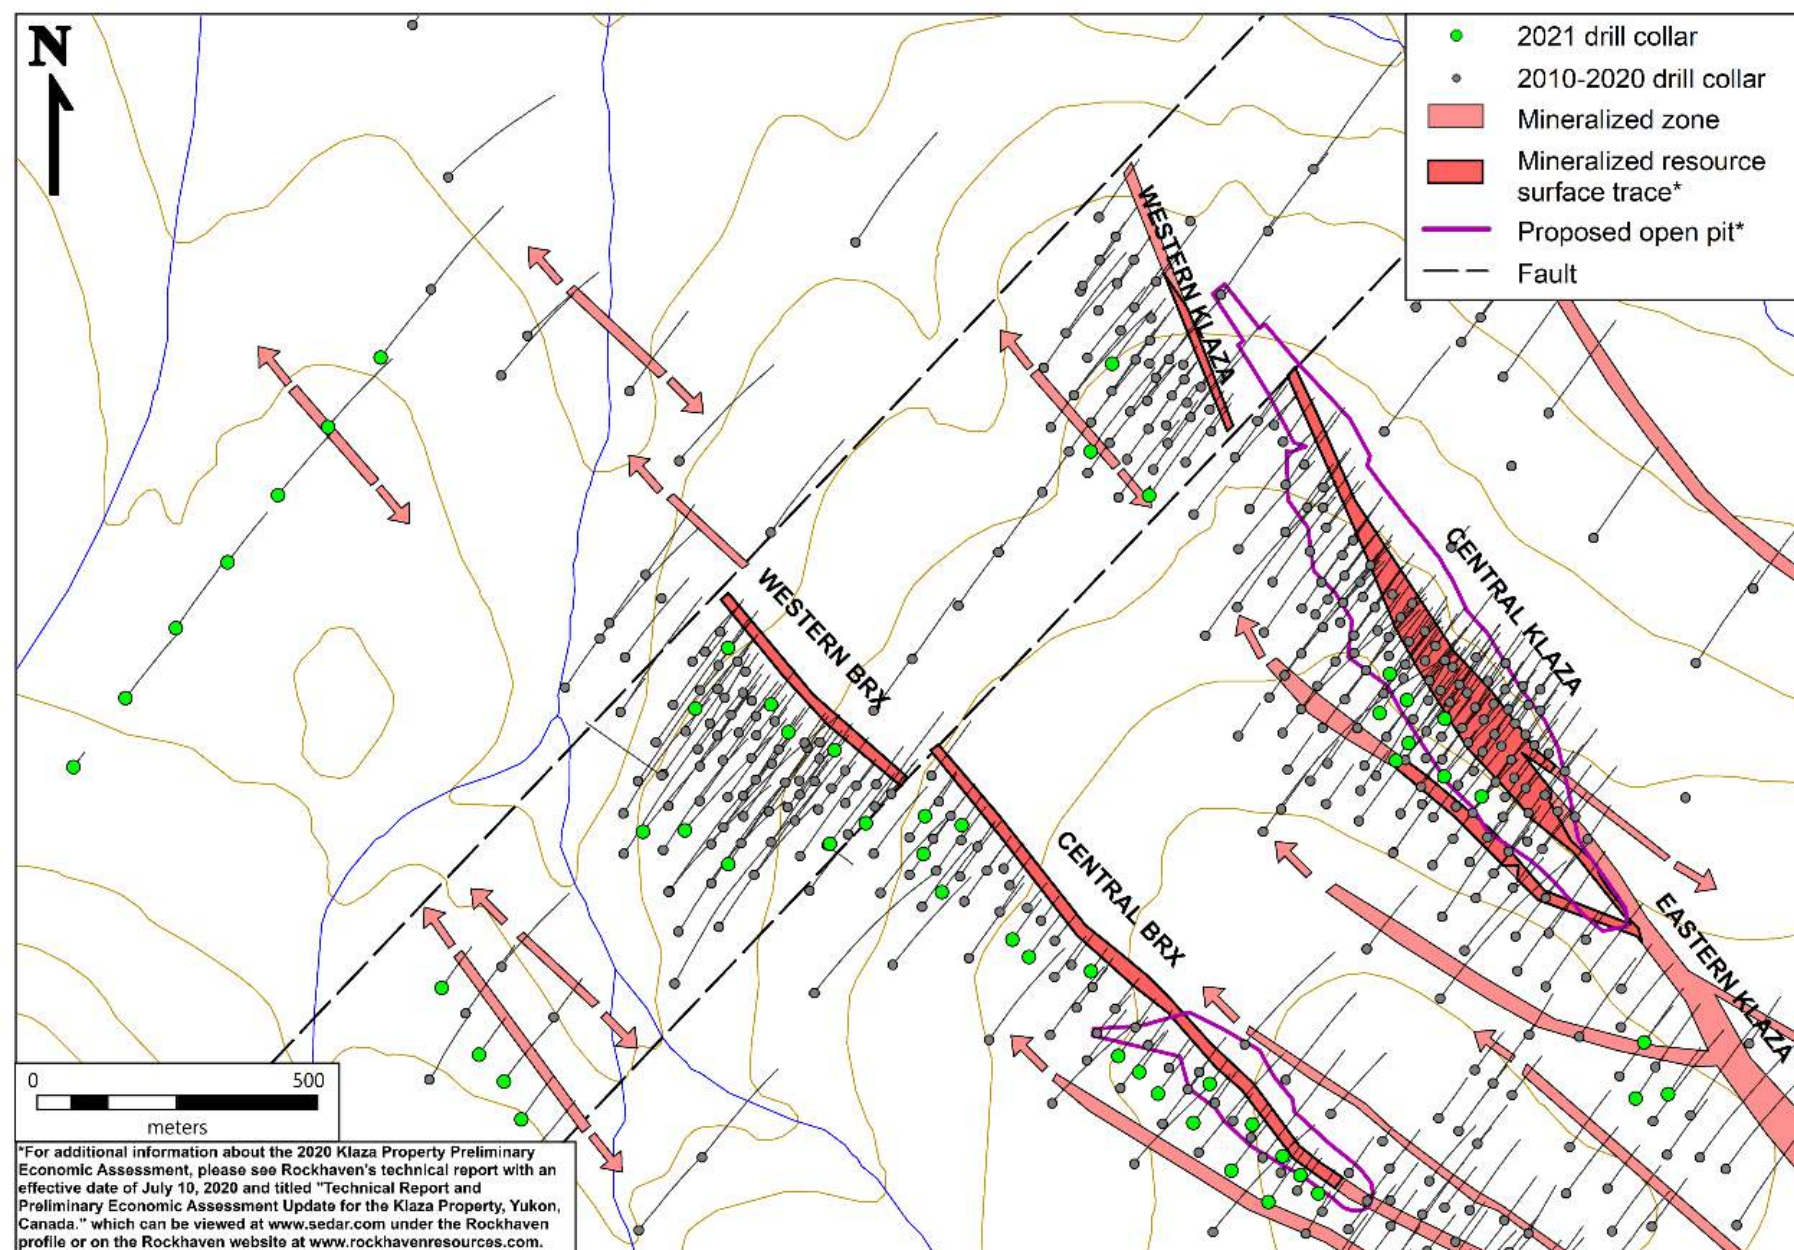 N
2021 drill collar
2010-2020 drill collar
Mineralized zone
Mineralized resource
surface trace*
Proposed open pit*
Fault
WESTERN KLAZA
CENTRAL KLAZA
WESTERN BRX
CENTRAL BRX
EASTERN KLAZA
0 500
meters
*For additional information about the 2020 Klaza Property Preliminary
Economic Assessment, please see Rockhaven's technical report with an
effective date of July 10, 2020 and titled "Technical Report and
Preliminary Economic Assessment Update for the Klaza Property, Yukon,
Canada." which can be viewed at www.sedar.com under the Rockhaven
profile or on the Rockhaven website at www.rockhavenresources.com.